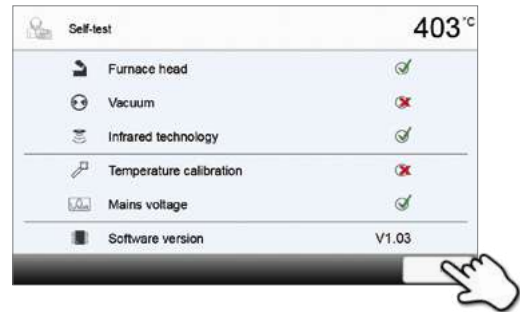 Self-test 403 °C
Furnace head
Vacuum
Infrared technology
Temperature calibration
Mains voltage
Software version V1.03